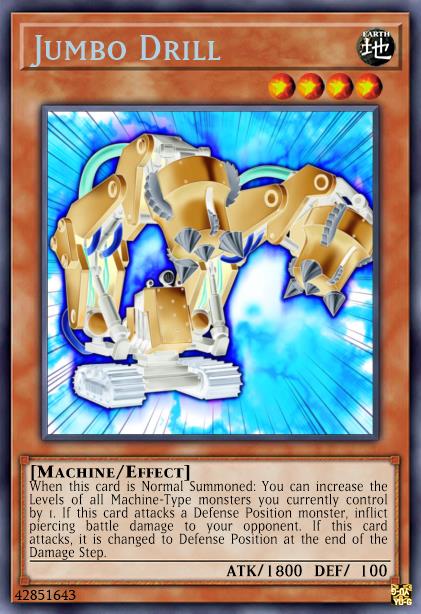 JUMBO DRILL
EARTH
地
[MACHINE/EFFECT]
When this card is Normal Summoned: You can increase the
Levels of all Machine-Type monsters you currently control
by 1. If this card attacks a Defense Position monster, inflict
piercing battle damage to your opponent. If this card
attacks, it is changed to Defense Position at the end of the
Damage Step.
ATK/1800 DEF/ 100
42851643